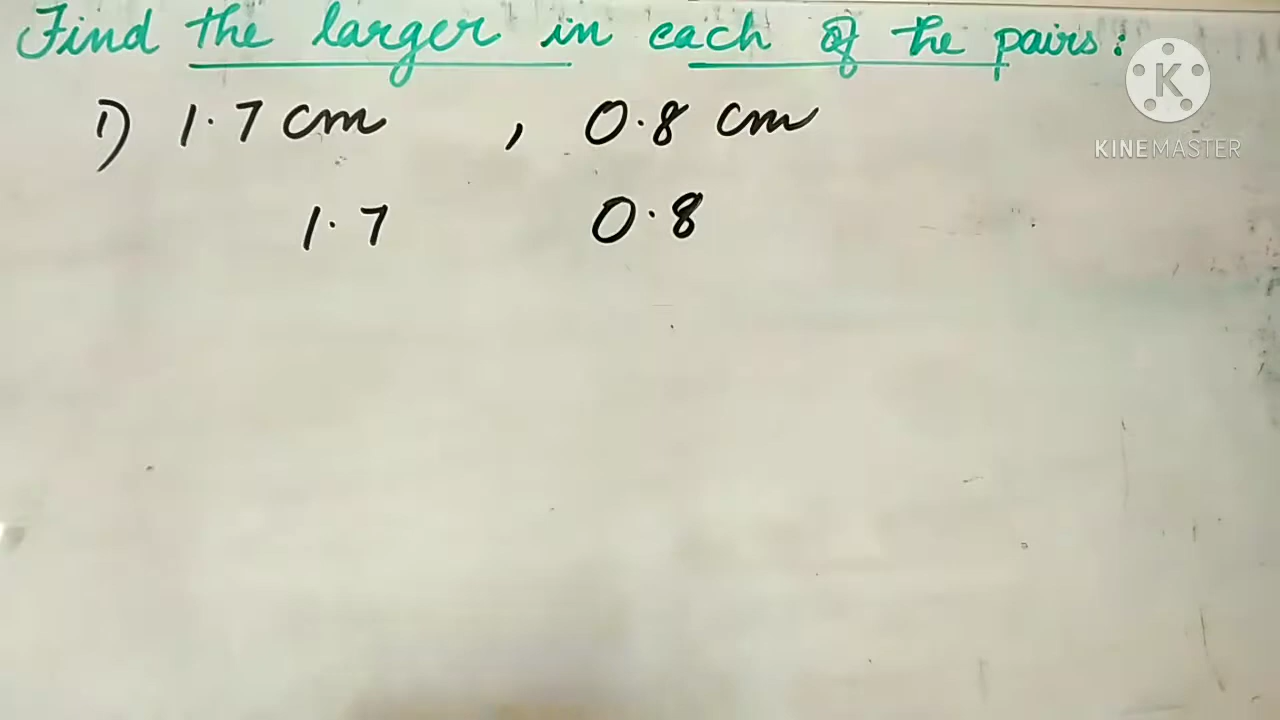 Find the larger in each of the pairs:
1) 1.7 cm , 0.8 cm
1.7 0.8
K
KINEMASTER